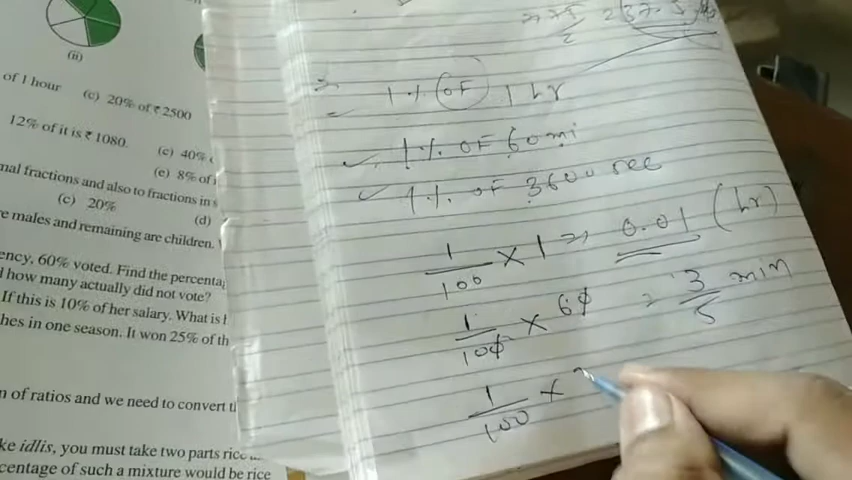 (ii)
of 1 hour (c) 20% of ₹ 2500
12% of it is ₹ 1080. (c) 40%
(e) 8% of
nal fractions and also to fractions in
(c) 20% (d)
e males and remaining are children.
ency, 60% voted. Find the percenta
d how many actually did not vote?
If this is 10% of her salary. What is
hes in one season. It won 25% of th
n of ratios and we need to convert t
ke idlis, you must take two parts rice
centage of such a mixture would be rice
1% OF 1 hr
1% OF 60 mi
1% OF 3600 sec
1/100 × 1 => 0.01 (hr)
1/100 × 60 = 3/5 min
1/100 ×